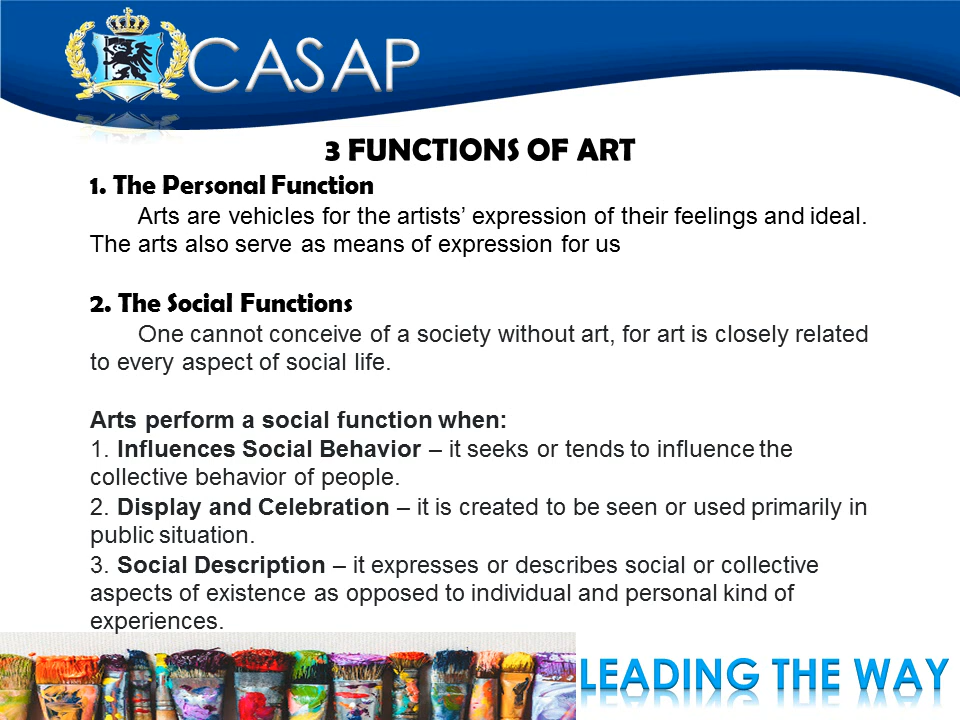 CASAP
3 FUNCTIONS OF ART
1. The Personal Function
Arts are vehicles for the artists’ expression of their feelings and ideal.
The arts also serve as means of expression for us
2. The Social Functions
One cannot conceive of a society without art, for art is closely related
to every aspect of social life.
Arts perform a social function when:
1. Influences Social Behavior – it seeks or tends to influence the
collective behavior of people.
2. Display and Celebration – it is created to be seen or used primarily in
public situation.
3. Social Description – it expresses or describes social or collective
aspects of existence as opposed to individual and personal kind of
experiences.
LEADING THE WAY